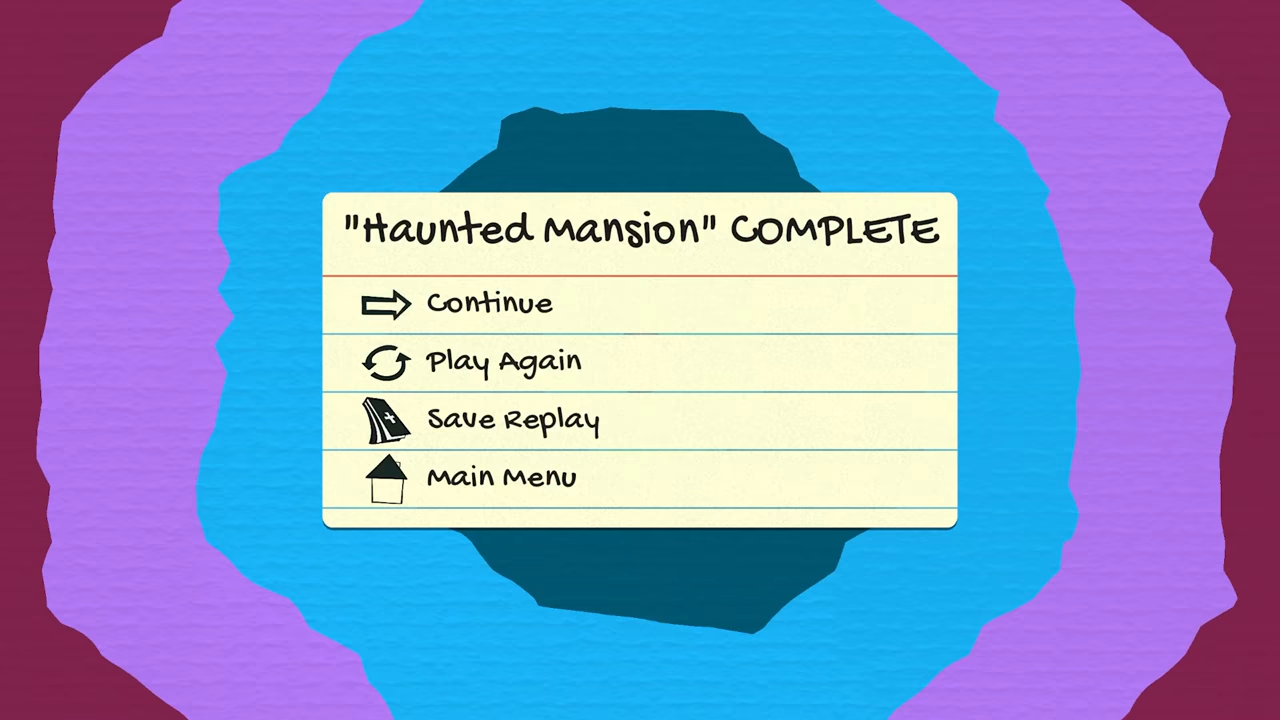 "Haunted Mansion" COMPLETE
Continue
Play Again
Save Replay
Main Menu